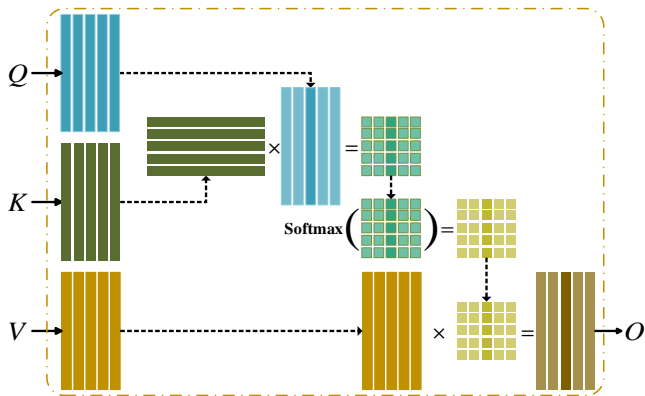 Q
× =
K
Softmax ( ) =
V × = O